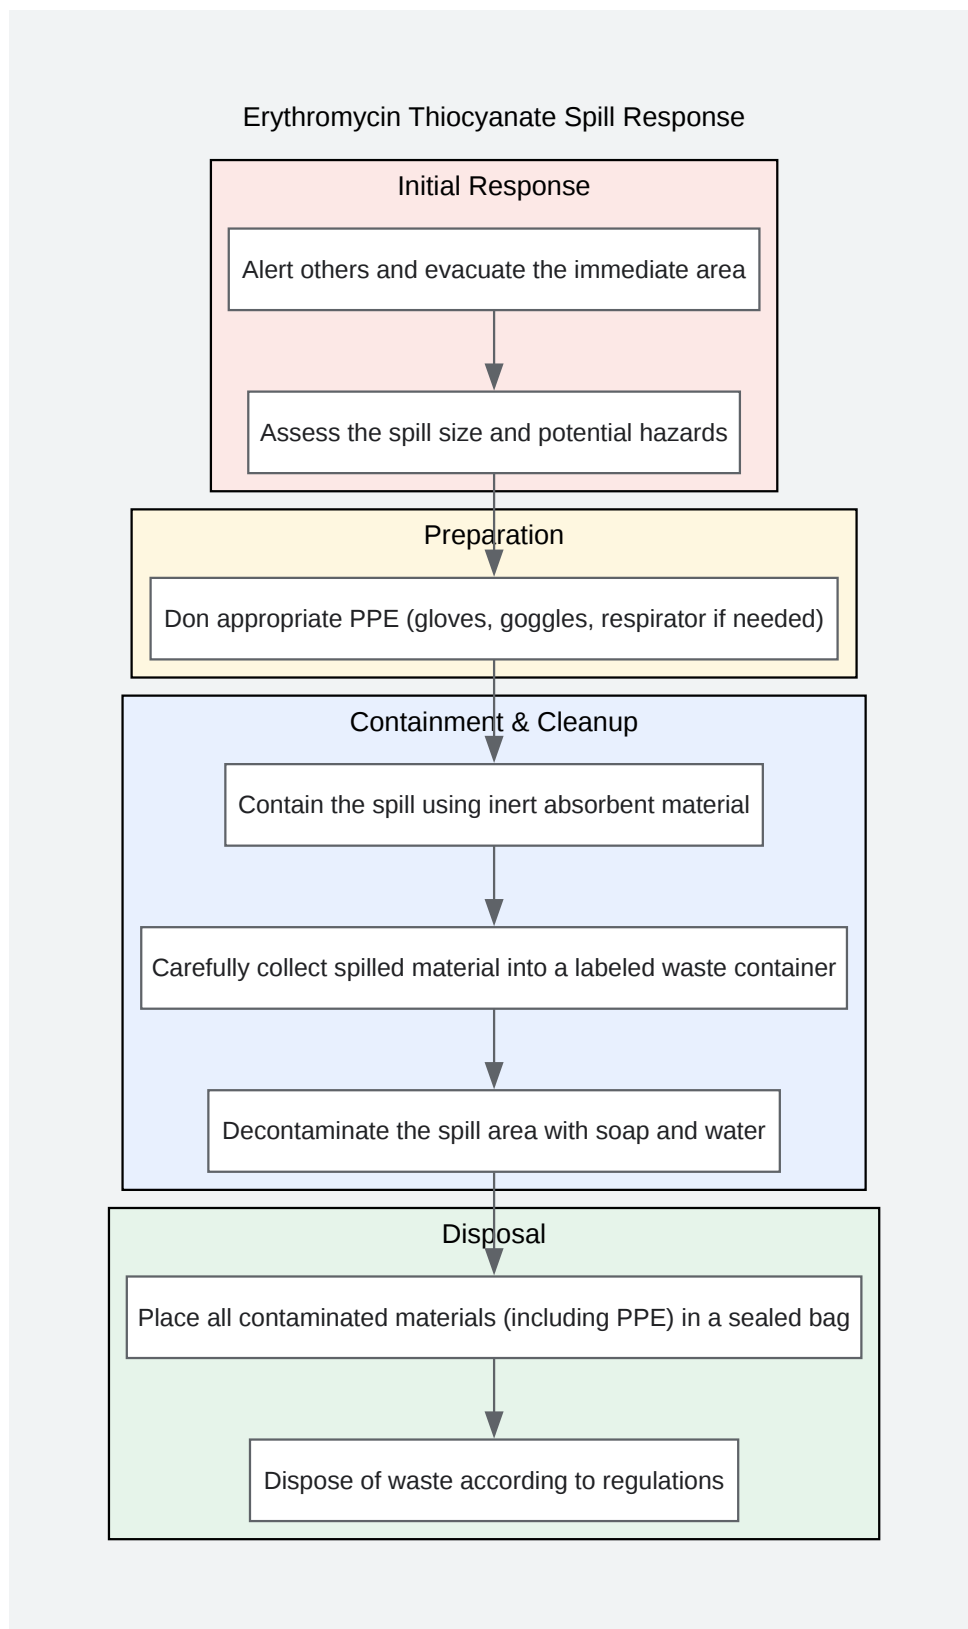 Erythromycin Thiocyanate Spill Response
Initial Response
Alert others and evacuate the immediate area
Assess the spill size and potential hazards
Preparation
Don appropriate PPE (gloves, goggles, respirator if needed)
Containment & Cleanup
Contain the spill using inert absorbent material
Carefully collect spilled material into a labeled waste container
Decontaminate the spill area with soap and water
Disposal
Place all contaminated materials (including PPE) in a sealed bag
Dispose of waste according to regulations